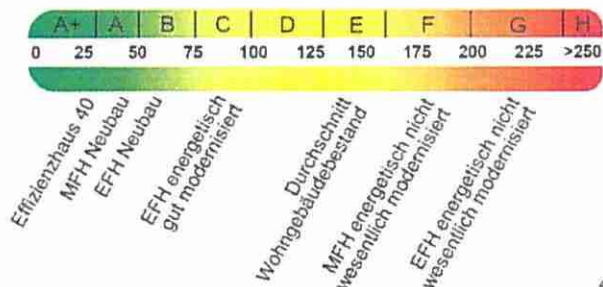 A+ A B C D E F G H
0 25 50 75 100 125 150 175 200 225 >250
Effizienzhaus 40
MFH Neubau
EFH Neubau
EFH energetisch
gut modernisiert
Durchschnitt
Wohngebäudebestand
MFH energetisch nicht
wesentlich modernisiert
EFH energetisch nicht
wesentlich modernisiert